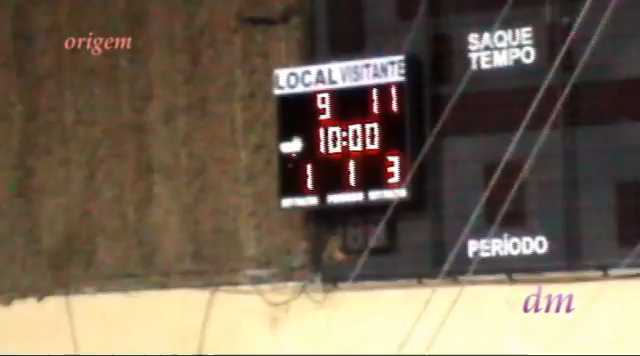 origem
SAQUE
TEMPO
LOCAL VISITANTE
9 11
10:00
1 1 3
PERÍODO
dm